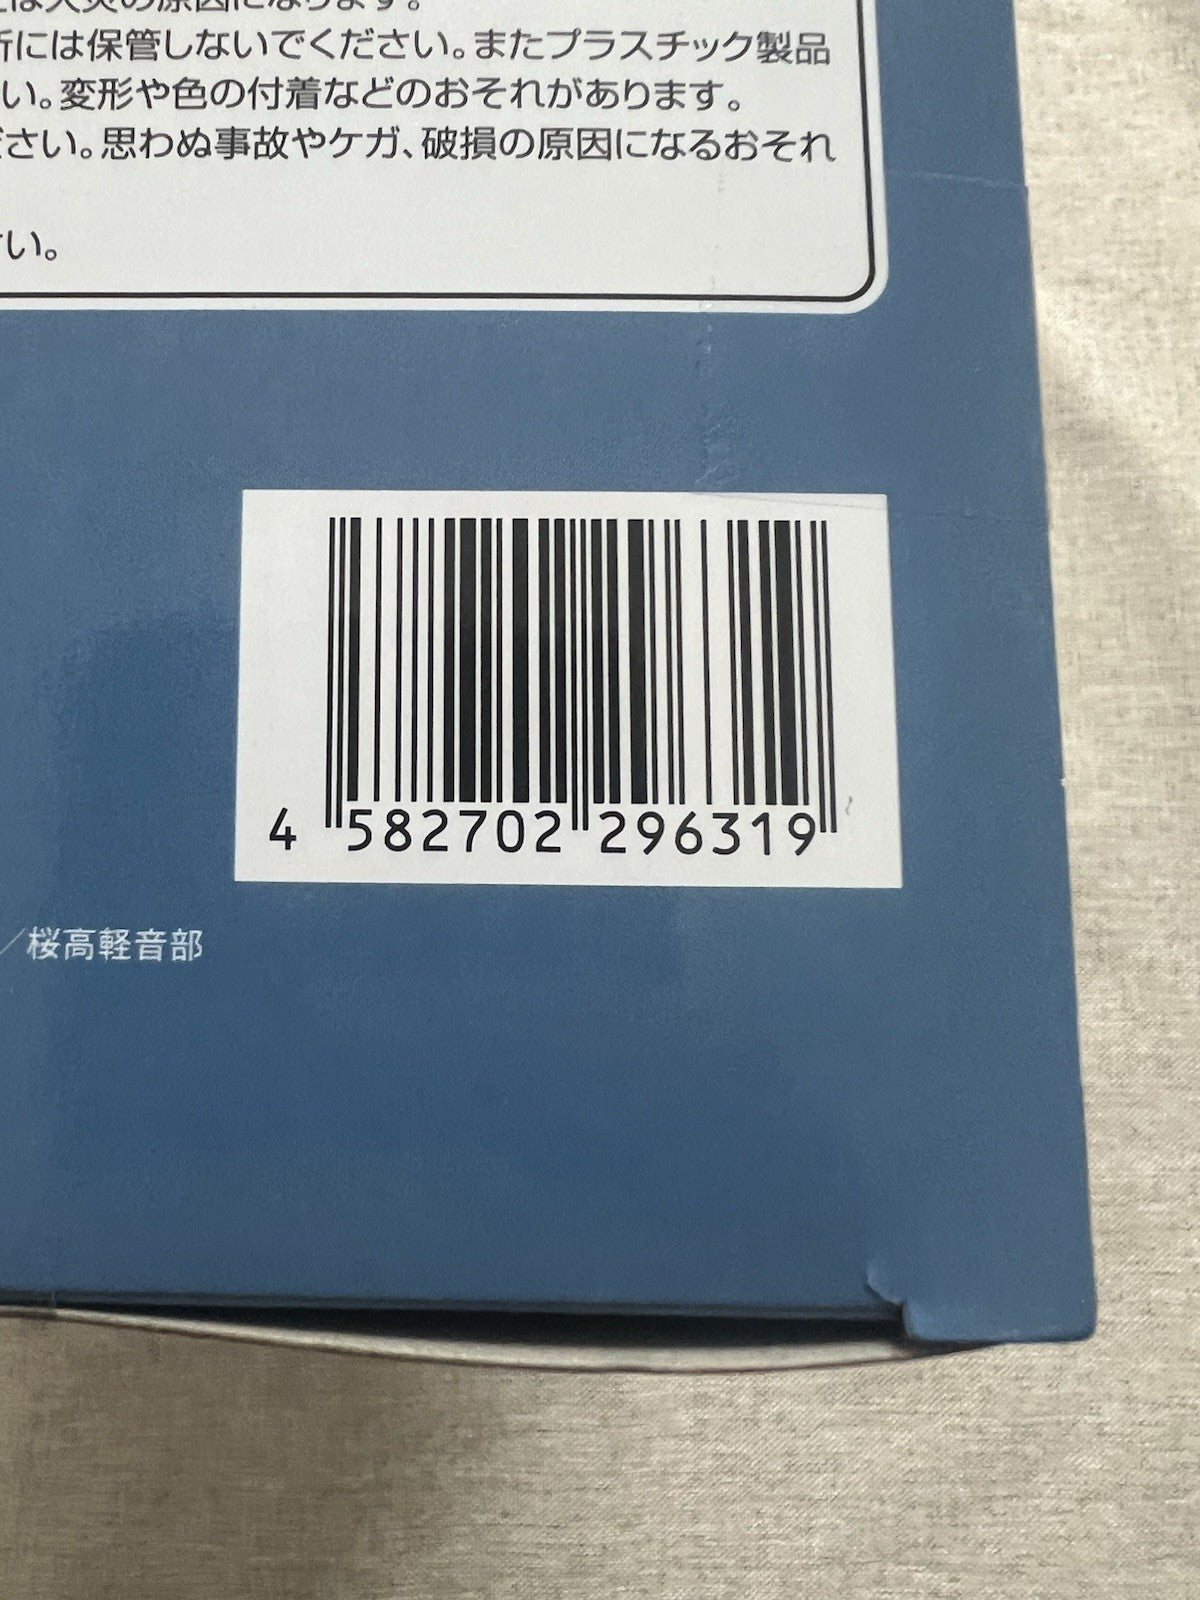 の原因になります。
所には保管しないでください。またプラスチック製品
い。変形や色の付着などのおそれがあります。
ださい。思わぬ事故やケガ、破損の原因になるおそれ
さい。
4 582702 296319
／桜高軽音部